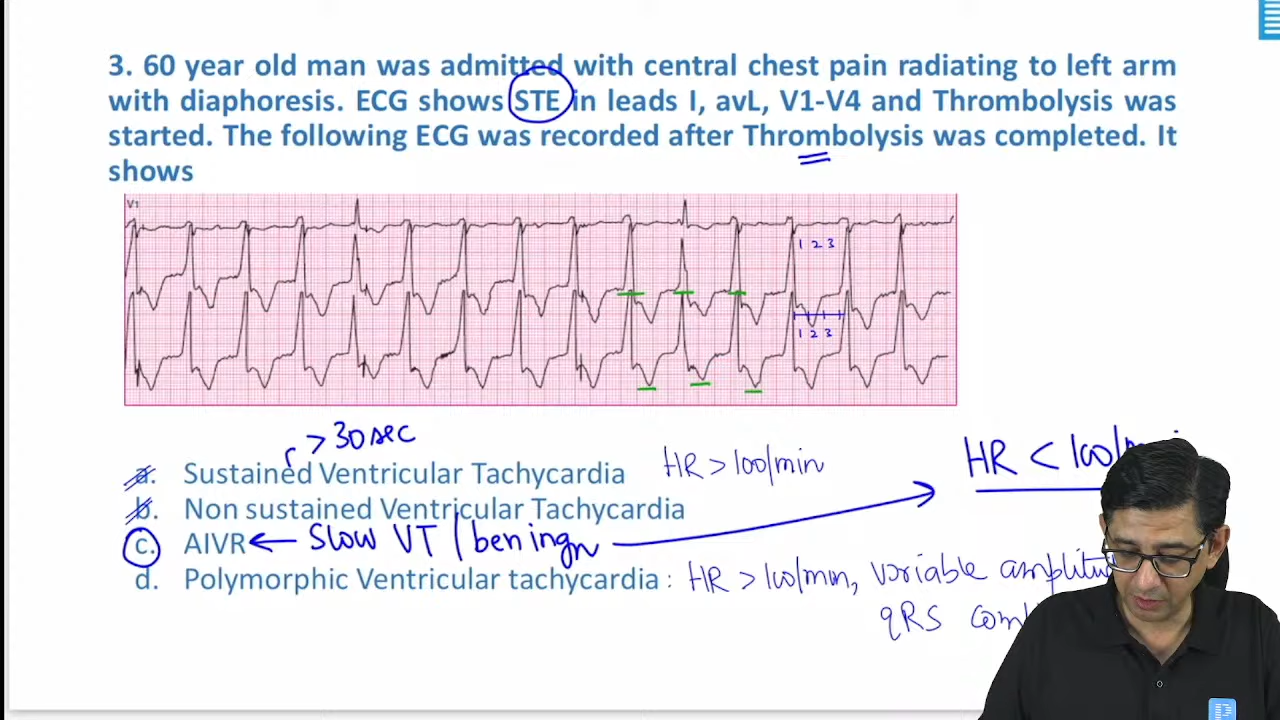 3. 60 year old man was admitted with central chest pain radiating to left arm
with diaphoresis. ECG shows STE in leads I, avL, V1-V4 and Thrombolysis was
started. The following ECG was recorded after Thrombolysis was completed. It
shows
V1
1 2 3
1 2 3
> 30 sec
a. Sustained Ventricular Tachycardia HR > 100/min HR < 100/
b. Non sustained Ventricular Tachycardia
c. AIVR ← Slow VT / benign
d. Polymorphic Ventricular tachycardia : HR > 100/min, variable
qRS